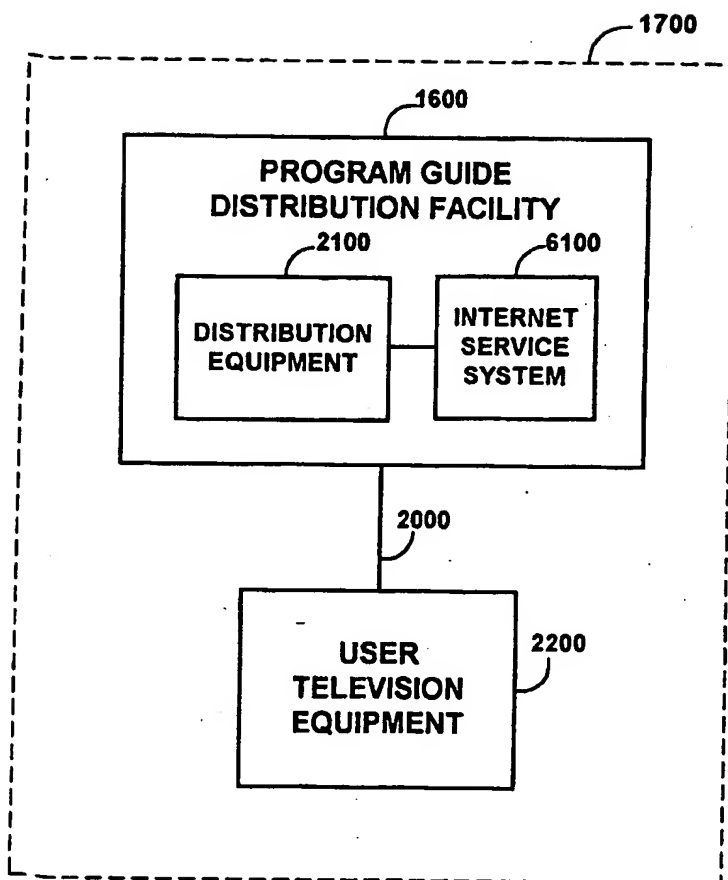 1700
1600
PROGRAM GUIDE
DISTRIBUTION FACILITY
2100
6100
DISTRIBUTION
EQUIPMENT
INTERNET
SERVICE
SYSTEM
2000
USER
TELEVISION
EQUIPMENT
2200